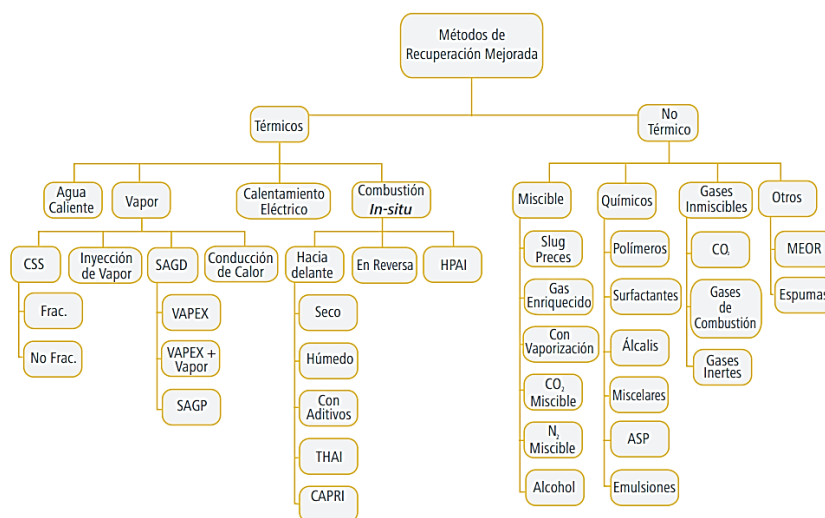 Métodos de
Recuperación Mejorada
Térmicos
No
Térmico
Agua
Caliente
Vapor
Calentamiento
Eléctrico
Combustión
In-situ
Miscible
Químicos
Gases
Inmiscibles
Otros
CSS
Inyección
de Vapor
SAGD
Conducción
de Calor
Hacia
delante
En Reversa
HPAI
Slug
Preces
Polímeros
CO,
MEOR
Frac.
VAPEX
Seco
Gas
Enriquecido
Surfactantes
Gases
de
Combustión
Espumas
No Frac.
VAPEX +
Vapor
Húmedo
Con
Vaporización
Álcalis
Gases
Inertes
SAGP
Con
Aditivos
CO₂
Miscible
Miscelares
THAI
N₂
Miscible
ASP
CAPRI
Alcohol
Emulsiones